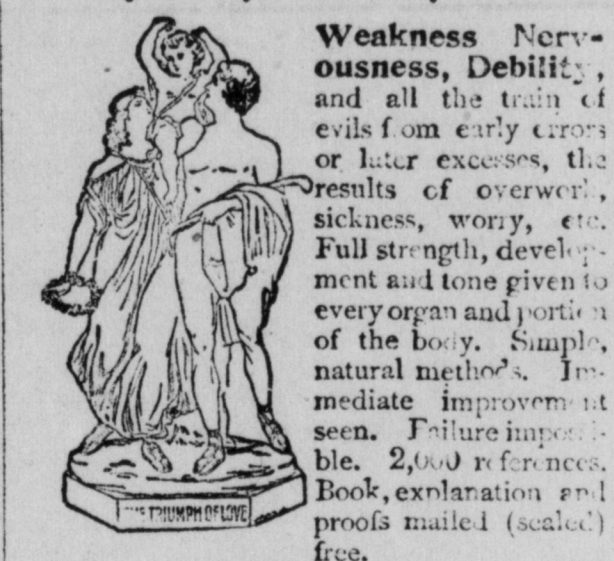 Weakness Nerv-
ousness, Debility,
and all the train of
evils from early errors
or later excesses, the
results of overwork,
sickness, worry, etc.
Full strength, develop-
ment and tone given to
every organ and portion
of the body. Simple,
natural methods. Im-
mediate improvement
seen. Failure impossi-
ble. 2,000 references.
Book, explanation and
proofs mailed (sealed)
free.
THE TRIUMPH OF LOVE